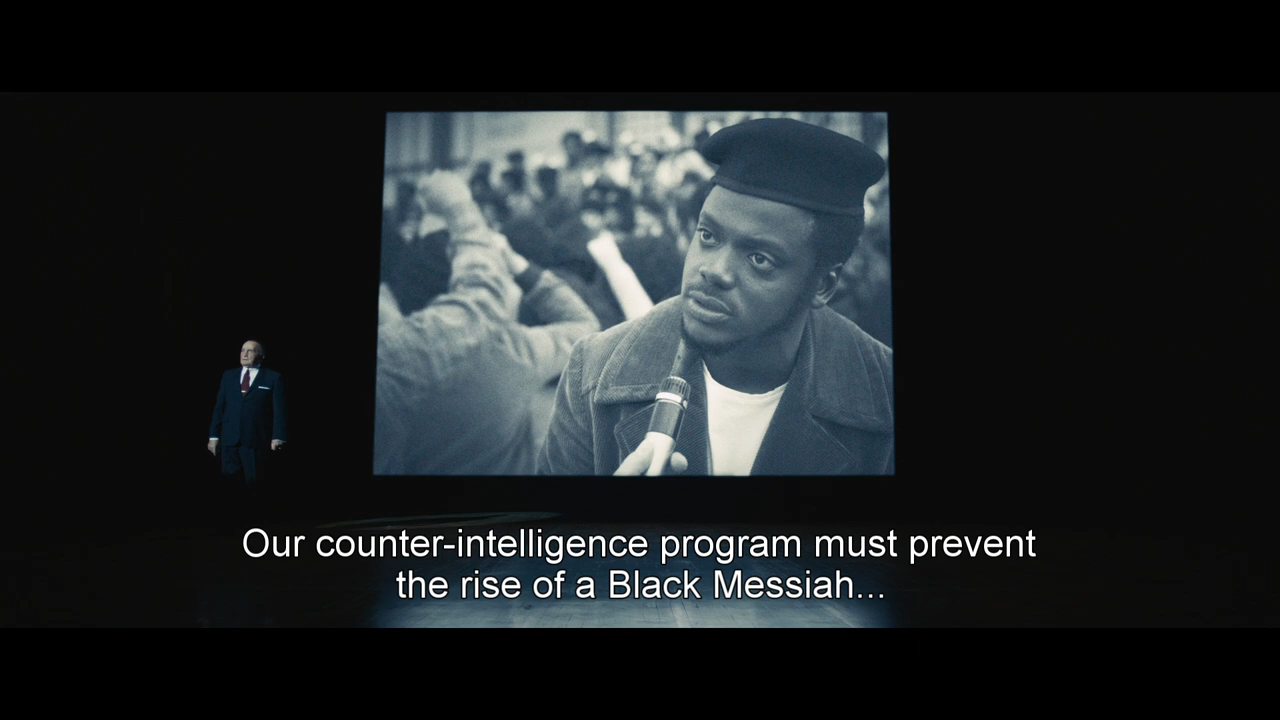 Our counter-intelligence program must prevent
the rise of a Black Messiah...